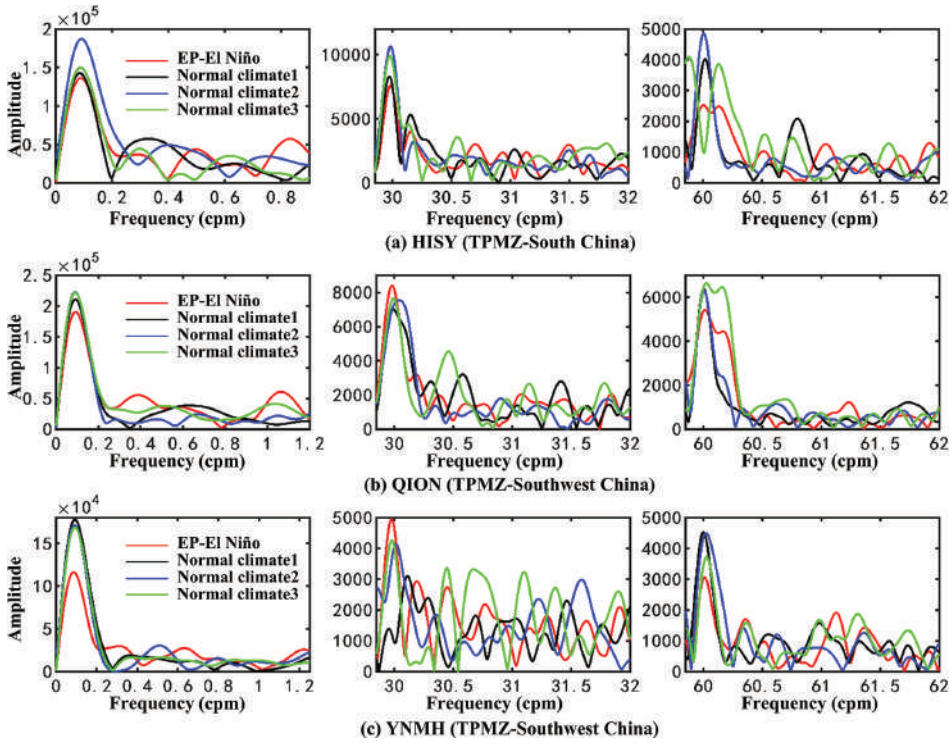 ×10⁵
2
1.5
1
0.5
0
Amplitude
EP-El Niño
Normal climate1
Normal climate2
Normal climate3
0 0.2 0.4 0.6 0.8
Frequency (cpm)
10000
5000
0
30 30.5 31 31.5 32
Frequency (cpm)
5000
4000
3000
2000
1000
0
60 60.5 61 61.5 62
Frequency (cpm)
(a) HISY (TPMZ-South China)
×10⁵
2.5
2
1.5
1
0.5
0
Amplitude
EP-El Niño
Normal climate1
Normal climate2
Normal climate3
0 0.2 0.4 0.6 0.8 1 1.2
Frequency (cpm)
8000
6000
4000
2000
0
30 30.5 31 31.5 32
Frequency (cpm)
6000
4000
2000
0
60 60.5 61 61.5 62
Frequency (cpm)
(b) QION (TPMZ-Southwest China)
×10⁴
15
10
5
0
Amplitude
EP-El Niño
Normal climate1
Normal climate2
Normal climate3
0 0.2 0.4 0.6 0.8 1 1.2
Frequency (cpm)
5000
4000
3000
2000
1000
0
30 30.5 31 31.5 32
Frequency (cpm)
5000
4000
3000
2000
1000
0
60 60.5 61 61.5 62
Frequency (cpm)
(c) YNMH (TPMZ-Southwest China)